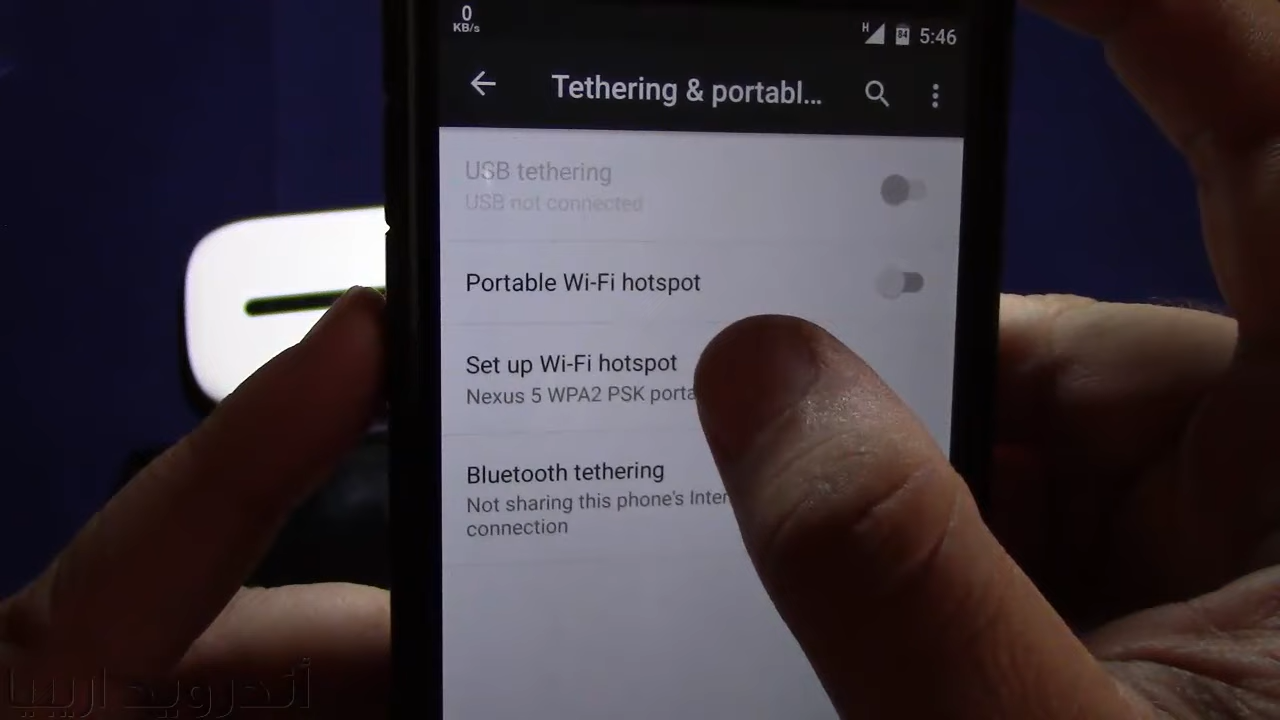 0
KB/s
H
84
5:46
Tethering & portabl...
USB tethering
USB not connected
Portable Wi-Fi hotspot
Set up Wi-Fi hotspot
Nexus 5 WPA2 PSK porta
Bluetooth tethering
Not sharing this phone's Inter
connection
أندرويد اريبيا